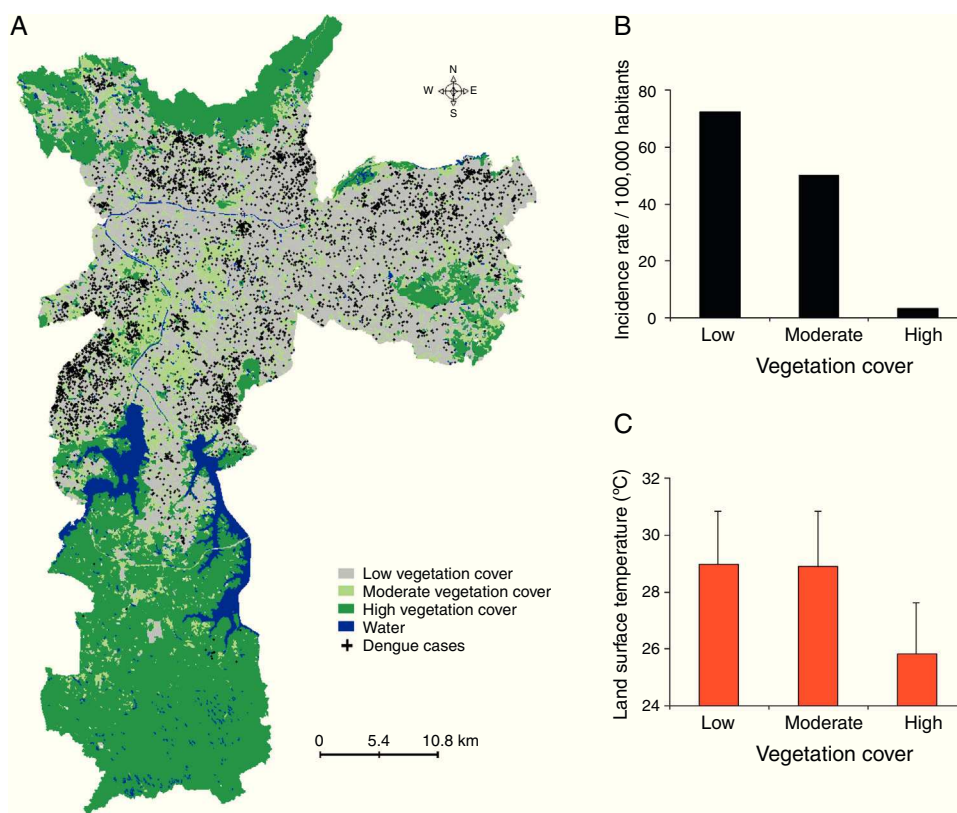 A
N
W E
S
Low vegetation cover
Moderate vegetation cover
High vegetation cover
Water
Dengue cases
0 5.4 10.8 km
B
Incidence rate / 100,000 habitants
80
60
40
20
0
Low Moderate High
Vegetation cover
C
Land surface temperature (ºC)
32
30
28
26
24
Low Moderate High
Vegetation cover